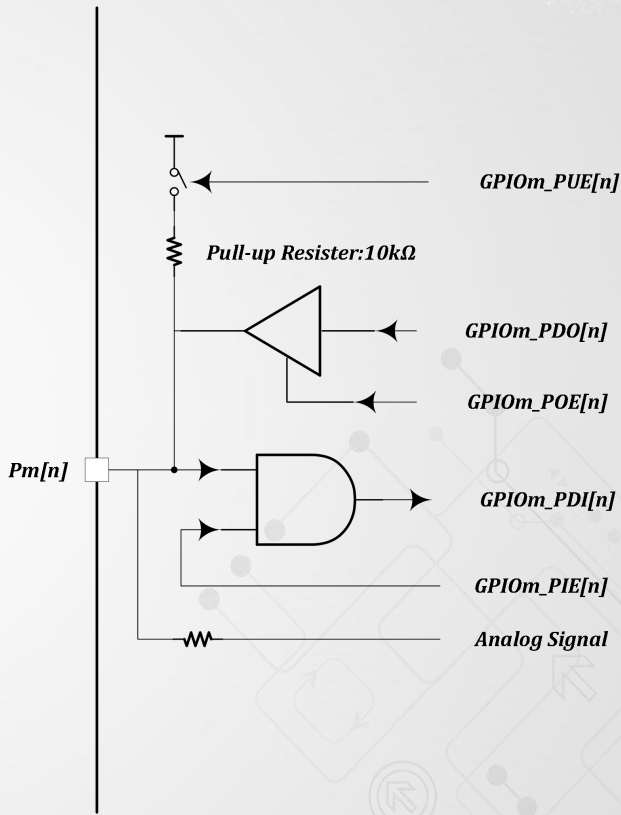 GPIOm_PUE[n]
Pull-up Resister:10kΩ
GPIOm_PDO[n]
GPIOm_POE[n]
Pm[n]
GPIOm_PDI[n]
GPIOm_PIE[n]
Analog Signal